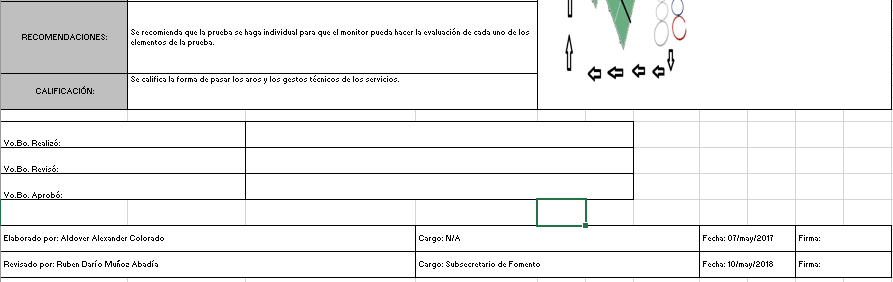 RECOMENDACIONES:
Se recomienda que la prueba se haga individual para que el monitor pueda hacer la evaluación de cada uno de los
elementos de la prueba.
CALIFICACIÓN:
Se califica la forma de pasar los aros y los gestos técnicos de los servicios.
Vo.Bo. Realizó:
Vo.Bo. Revisó:
Vo.Bo. Aprobó:
Elaborado por: Aldover Alexander Colorado
Cargo: N/A
Fecha: 07/may/2017
Firma:
Revisado por: Ruben Darío Muñoz Abadía
Cargo: Subsecretario de Fomento
Fecha: 10/may/2018
Firma: